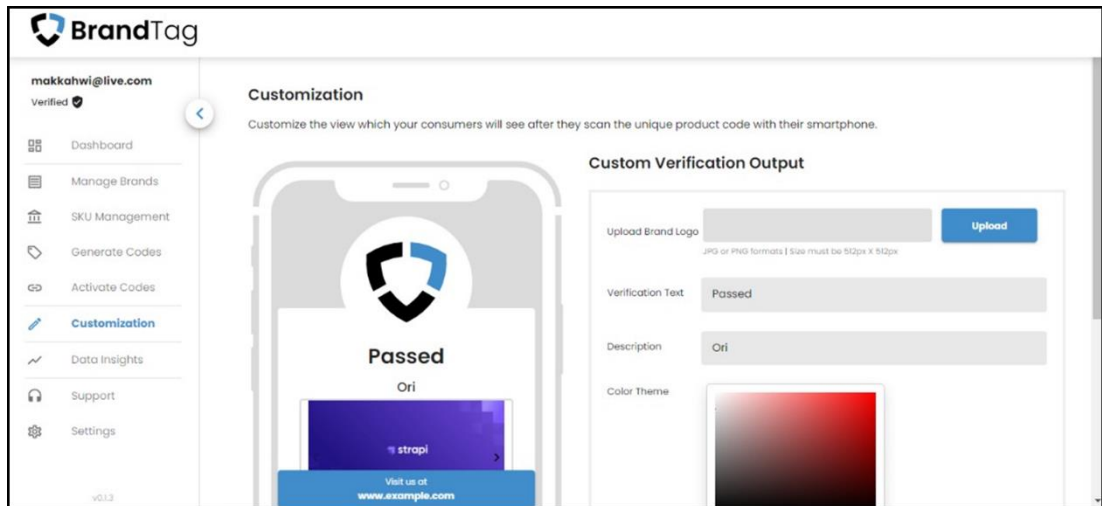 BrandTag
makkahwi@live.com
Verified
Dashboard
Manage Brands
SKU Management
Generate Codes
Activate Codes
Customization
Data Insights
Support
Settings
v0.1.3
Customization
Customize the view which your consumers will see after they scan the unique product code with their smartphone.
Passed
Ori
strapi
Visit us at
www.example.com
Custom Verification Output
Upload Brand Logo
Upload
JPG or PNG formats | Size must be 512px X 512px
Verification Text
Passed
Description
Ori
Color Theme